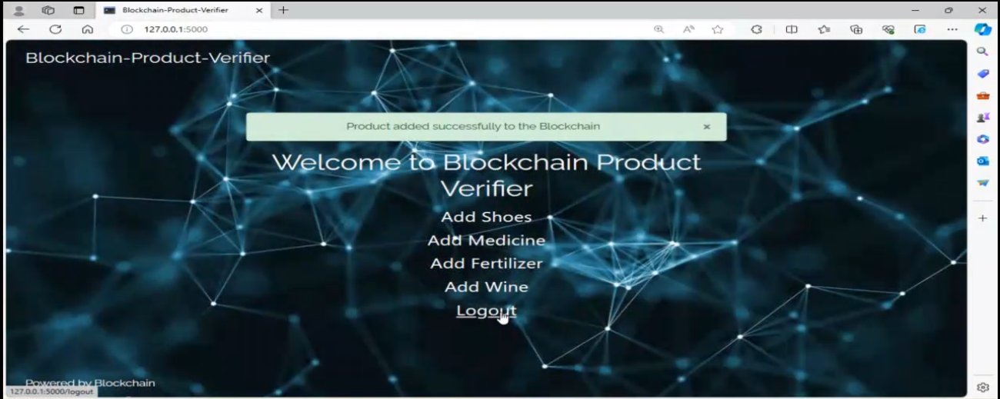 Blockchain-Product-Verifier
127.0.0.1:5000
Blockchain-Product-Verifier
Product added successfully to the Blockchain
Welcome to Blockchain Product
Verifier
Add Shoes
Add Medicine
Add Fertilizer
Add Wine
Logout
Powered by Blockchain
127.0.0.1:5000/logout